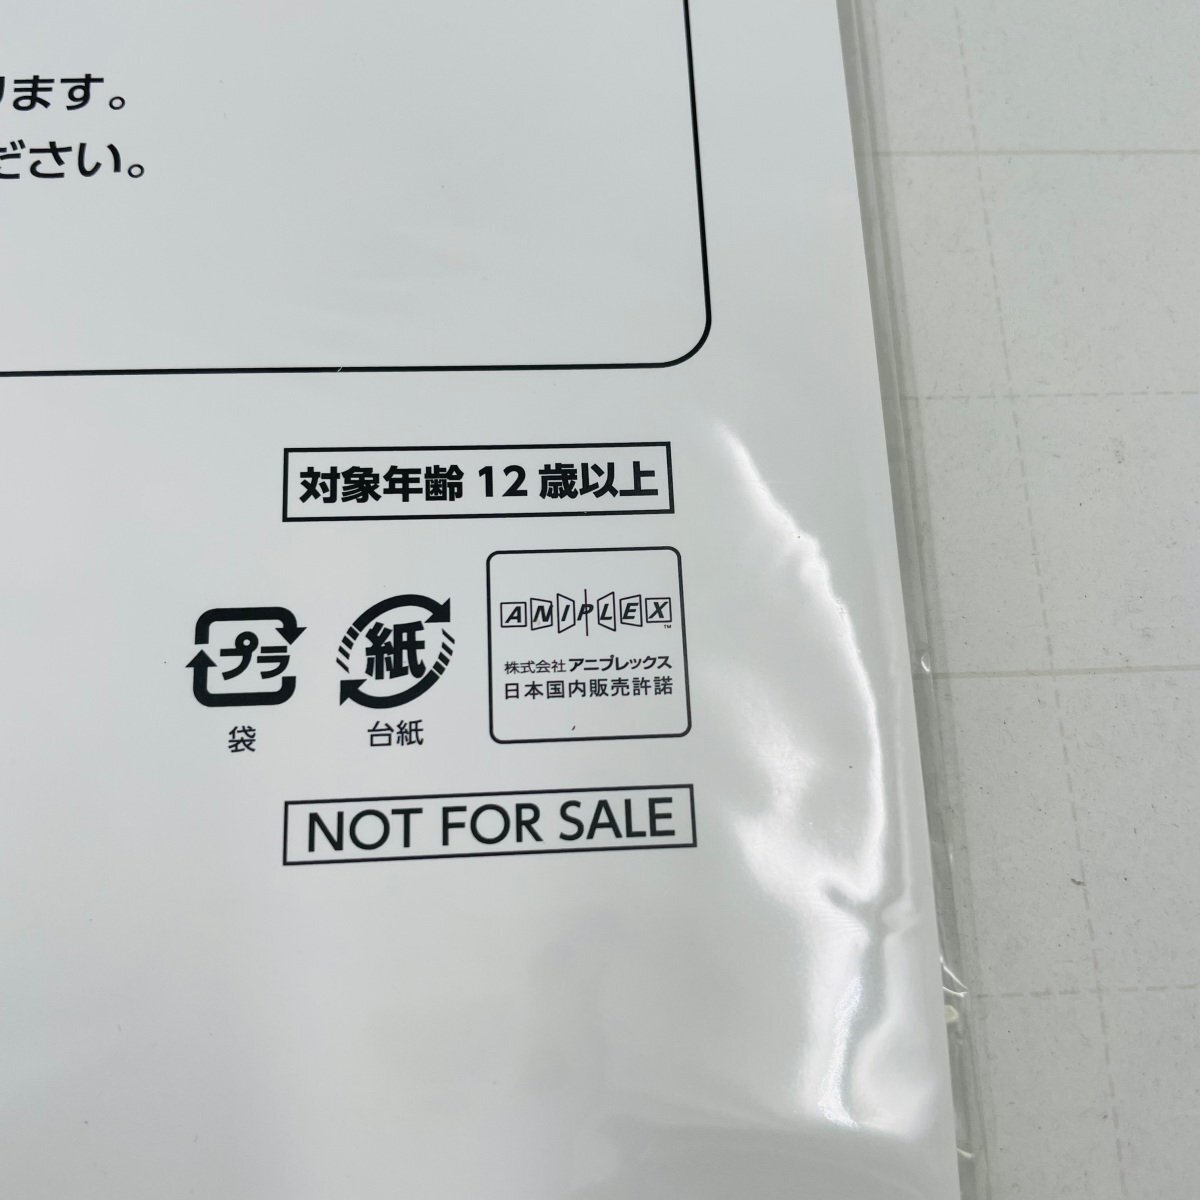 ります。
ださい。
対象年齢 12 歳以上
プラ
袋
紙
台紙
ANIPLEX™
株式会社アニプレックス
日本国内販売許諾
NOT FOR SALE